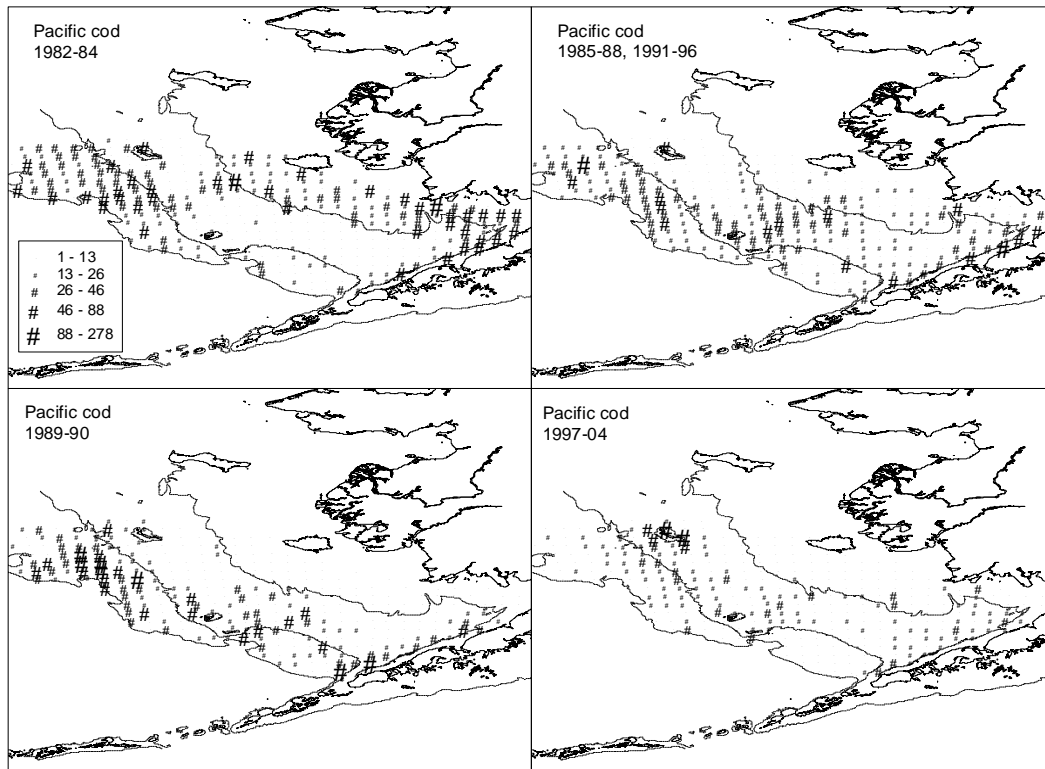 Pacific cod
1982-84
Pacific cod
1985-88, 1991-96
1 - 13
13 - 26
# 26 - 46
# 46 - 88
# 88 - 278
Pacific cod
1989-90
Pacific cod
1997-04